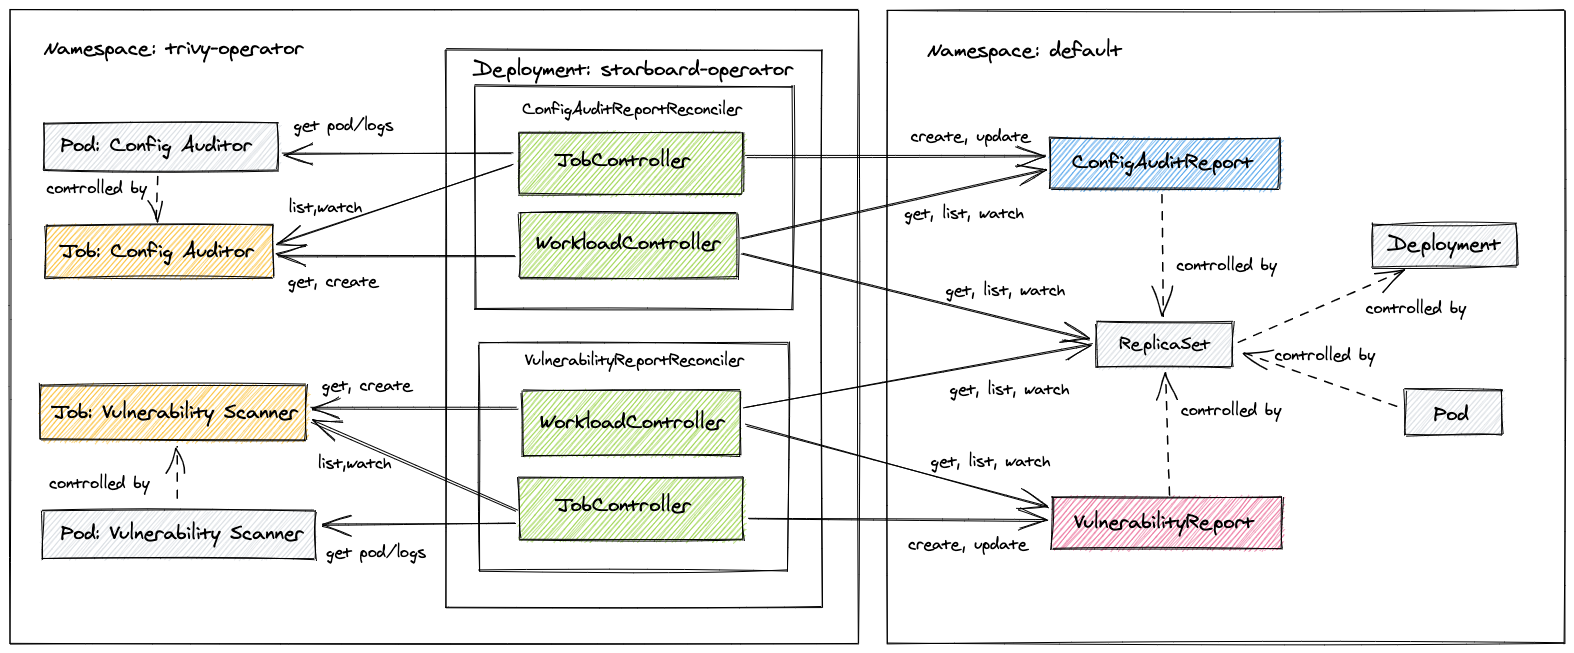 Namespace: trivy-operator
Deployment: starboard-operator
ConfigAuditReportReconciler
Pod: Config Auditor
get pod/logs
JobController
controlled by
list,watch
Job: Config Auditor
WorkloadController
get, create
VulnerabilityReportReconciler
get, create
Job: Vulnerability Scanner
WorkloadController
list,watch
controlled by
JobController
Pod: Vulnerability Scanner
get pod/logs
Namespace: default
create, update
ConfigAuditReport
get, list, watch
Deployment
controlled by
get, list, watch
controlled by
ReplicaSet
controlled by
get, list, watch
controlled by
Pod
get, list, watch
VulnerabilityReport
create, update